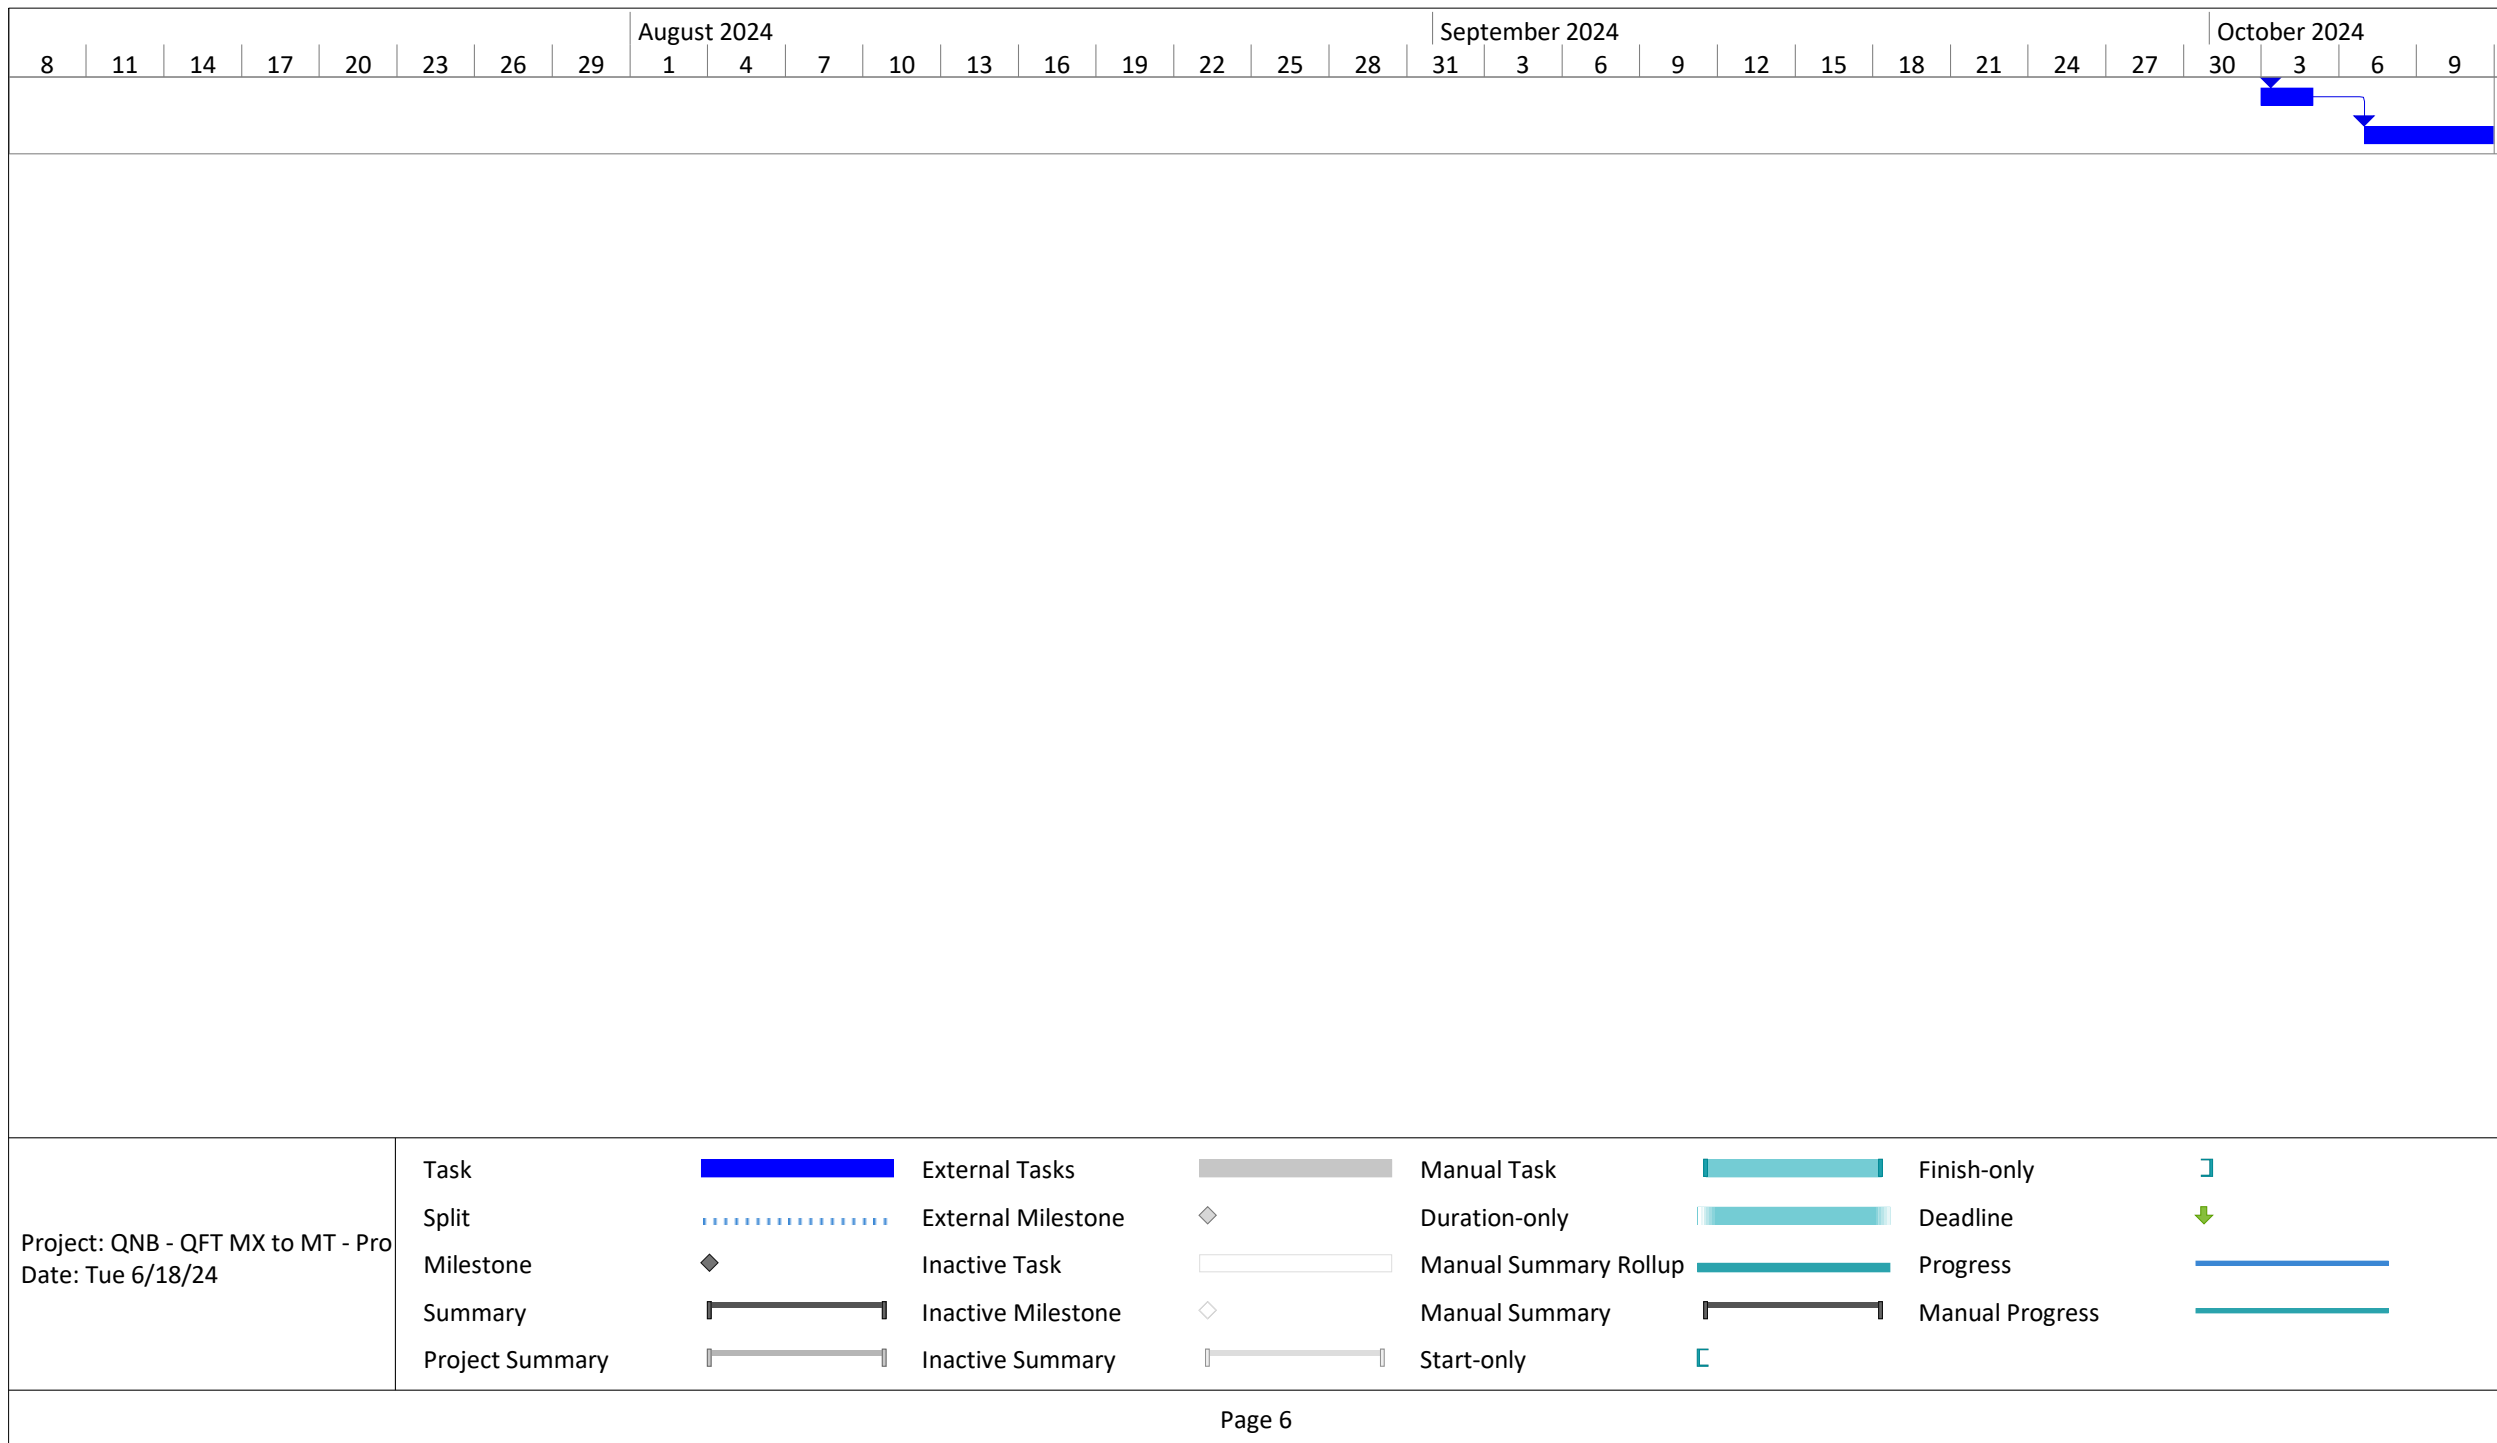 August 2024 September 2024 October 2024
8 11 14 17 20 23 26 29 1 4 7 10 13 16 19 22 25 28 31 3 6 9 12 15 18 21 24 27 30 3 6 9
Project: QNB - QFT MX to MT - Pro
Date: Tue 6/18/24
Task External Tasks Manual Task Finish-only
Split External Milestone Duration-only Deadline
Milestone Inactive Task Manual Summary Rollup Progress
Summary Inactive Milestone Manual Summary Manual Progress
Project Summary Inactive Summary Start-only
Page 6